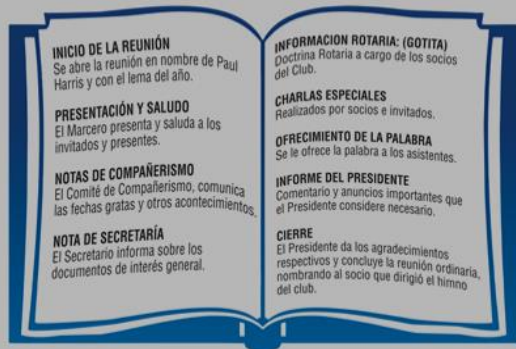 INICIO DE LA REUNIÓN
Se abre la reunión en nombre de Paul
Harris y con el lema del año.
PRESENTACIÓN Y SALUDO
El Marcero presenta y saluda a los
invitados y presentes.
NOTAS DE COMPAÑERISMO
El Comité de Compañerismo, comunica
las fechas gratas y otros acontecimientos.
NOTA DE SECRETARÍA
El Secretario informa sobre los
documentos de interés general.
INFORMACION ROTARIA: (GOTITA)
Doctrina Rotaria a cargo de los socios
del Club.
CHARLAS ESPECIALES
Realizados por socios e invitados.
OFRECIMIENTO DE LA PALABRA
Se le ofrece la palabra a los asistentes.
INFORME DEL PRESIDENTE
Comentario y anuncios importantes que
el Presidente considere necesario.
CIERRE
El Presidente da los agradecimientos
respectivos y concluye la reunión ordinaria,
nombrando al socio que dirigió el himno
del club.